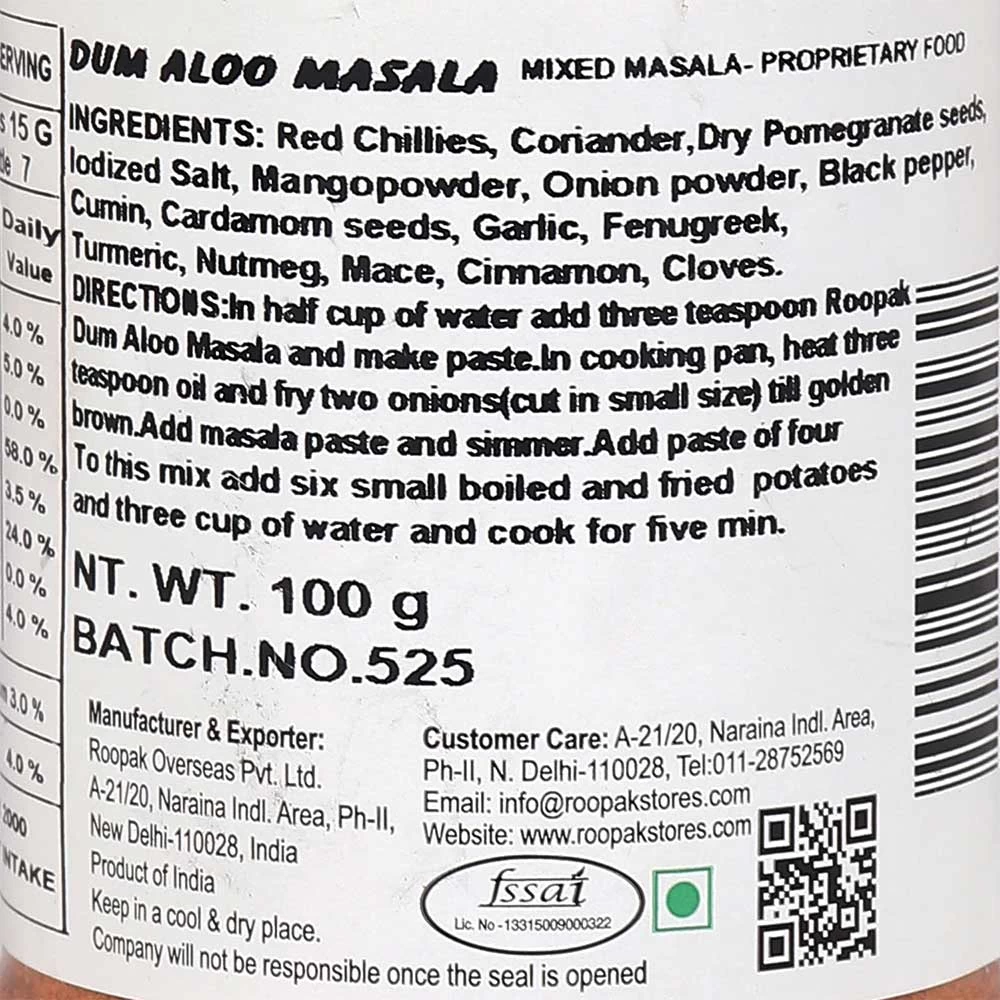 ERVING
s 15 G
le 7
Daily
Value
4.0 %
5.0 %
0.0 %
58.0 %
3.5 %
24.0 %
0.0 %
4.0 %
3.0 %
4.0 %
2000
INTAKE
DUM ALOO MASALA MIXED MASALA- PROPRIETARY FOOD
INGREDIENTS: Red Chillies, Coriander,Dry Pomegranate seeds,
Iodized Salt, Mangopowder, Onion powder, Black pepper,
Cumin, Cardamom seeds, Garlic, Fenugreek,
Turmeric, Nutmeg, Mace, Cinnamon, Cloves.
DIRECTIONS:In half cup of water add three teaspoon Roopak
Dum Aloo Masala and make paste.In cooking pan, heat three
teaspoon oil and fry two onions(cut in small size) till golden
brown.Add masala paste and simmer.Add paste of four
To this mix add six small boiled and fried potatoes
and three cup of water and cook for five min.
NT. WT. 100 g
BATCH.NO.525
Manufacturer & Exporter:
Roopak Overseas Pvt. Ltd.
A-21/20, Naraina Indl. Area, Ph-II,
New Delhi-110028, India
Product of India
Keep in a cool & dry place.
Company will not be responsible once the seal is opened
Customer Care: A-21/20, Naraina Indl. Area,
Ph-II, N. Delhi-110028, Tel:011-28752569
Email: info@roopakstores.com
Website: www.roopakstores.com
fssai
Lic. No -13315009000322